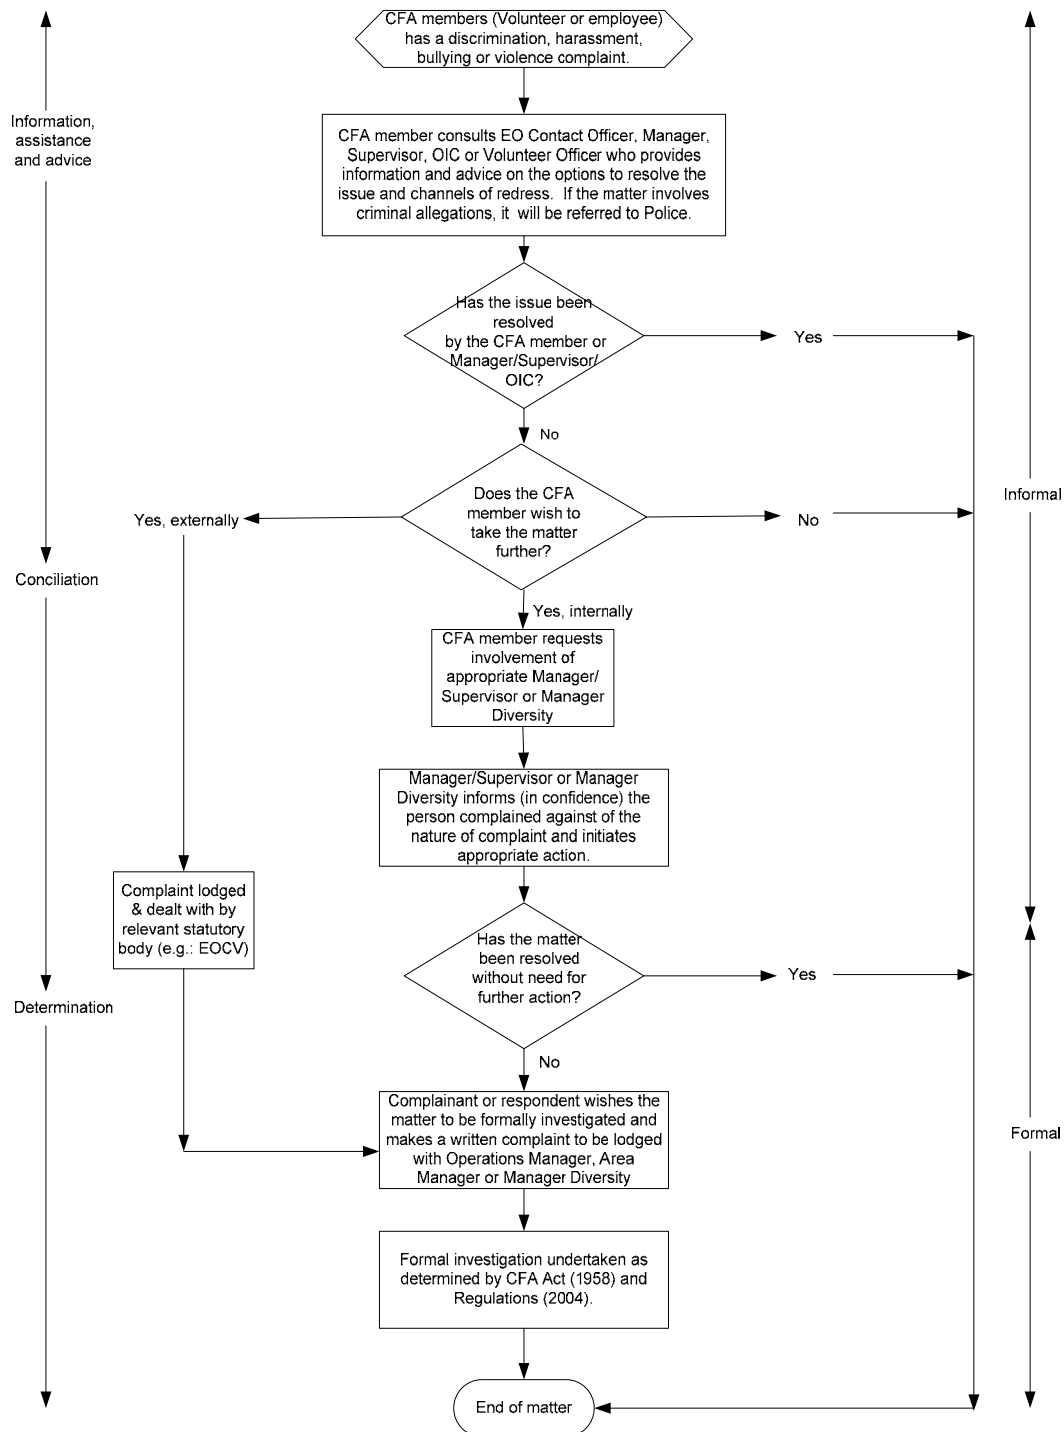 CFA members (Volunteer or employee)
has a discrimination, harassment,
bullying or violence complaint.
Information,
assistance
and advice
CFA member consults EO Contact Officer, Manager,
Supervisor, OIC or Volunteer Officer who provides
information and advice on the options to resolve the
issue and channels of redress. If the matter involves
criminal allegations, it will be referred to Police.
Has the issue been
resolved
by the CFA member or
Manager/Supervisor/
OIC?
Yes
No
Does the CFA
member wish to
take the matter
further?
Yes, externally
No
Informal
Conciliation
Yes, internally
CFA member requests
involvement of
appropriate Manager/
Supervisor or Manager
Diversity
Manager/Supervisor or Manager
Diversity informs (in confidence) the
person complained against of the
nature of complaint and initiates
appropriate action.
Complaint lodged
& dealt with by
relevant statutory
body (e.g.: EOCV)
Has the matter
been resolved
without need for
further action?
Yes
Determination
No
Complainant or respondent wishes the
matter to be formally investigated and
makes a written complaint to be lodged
with Operations Manager, Area
Manager or Manager Diversity
Formal
Formal investigation undertaken as
determined by CFA Act (1958) and
Regulations (2004).
End of matter